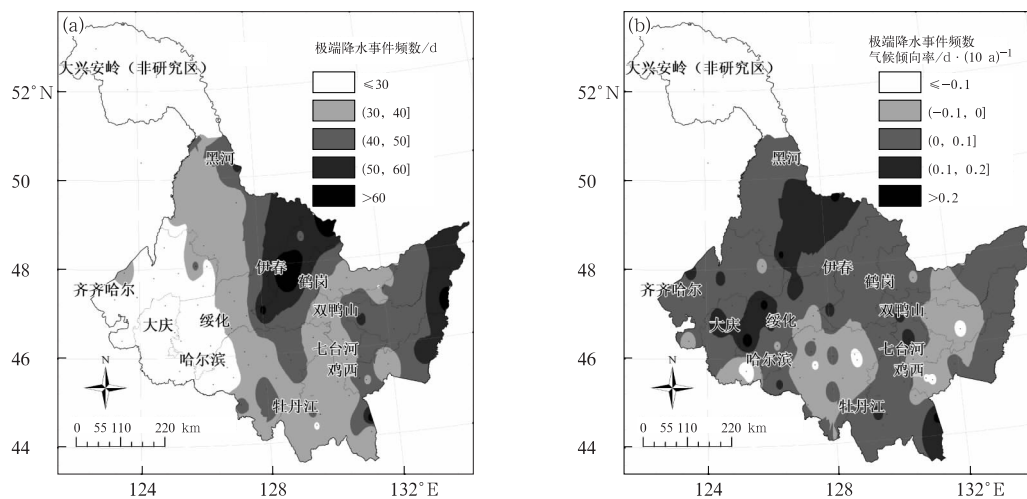 (a)
极端降水事件频数/d
≤30
(30, 40]
(40, 50]
(50, 60]
>60
大兴安岭(非研究区)
52°N
50
48
46
44
黑河
伊春
鹤岗
齐齐哈尔
双鸭山
大庆
绥化
七台河
哈尔滨
鸡西
牡丹江
N
0 55 110 220 km
124
128
132°E
(b)
极端降水事件频数
气候倾向率/d·(10 a)⁻¹
≤-0.1
(-0.1, 0]
(0, 0.1]
(0.1, 0.2]
>0.2
大兴安岭(非研究区)
52°N
50
48
46
44
黑河
伊春
鹤岗
齐齐哈尔
双鸭山
大庆
绥化
七台河
哈尔滨
鸡西
牡丹江
N
0 55 110 220 km
124
128
132°E